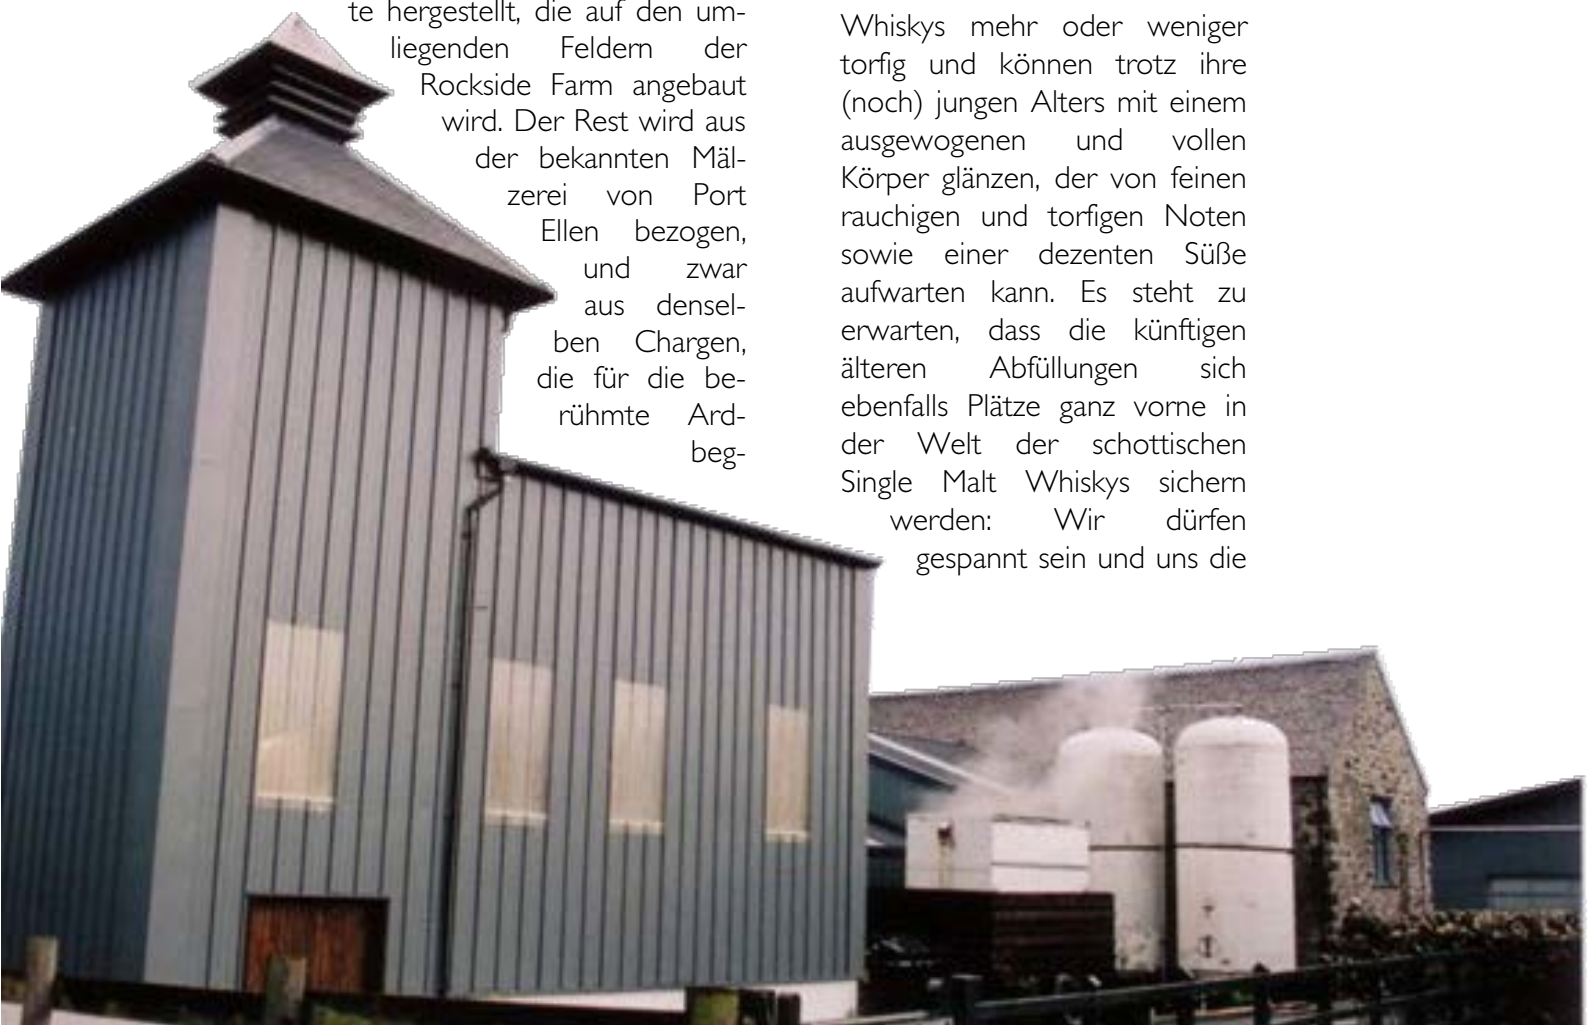 te hergestellt, die auf den um-
liegenden Feldern der
Rockside Farm angebaut
wird. Der Rest wird aus
der bekannten Mäl-
zerei von Port
Ellen bezogen,
und zwar
aus densel-
ben Chargen,
die für die be-
rühmte Ard-
beg-
Whiskys mehr oder weniger
torfig und können trotz ihre
(noch) jungen Alters mit einem
ausgewogenen und vollen
Körper glänzen, der von feinen
rauchigen und torfigen Noten
sowie einer dezenten Süße
aufwarten kann. Es steht zu
erwarten, dass die künftigen
älteren Abfüllungen sich
ebenfalls Plätze ganz vorne in
der Welt der schottischen
Single Malt Whiskys sichern
werden: Wir dürfen
gespannt sein und uns die